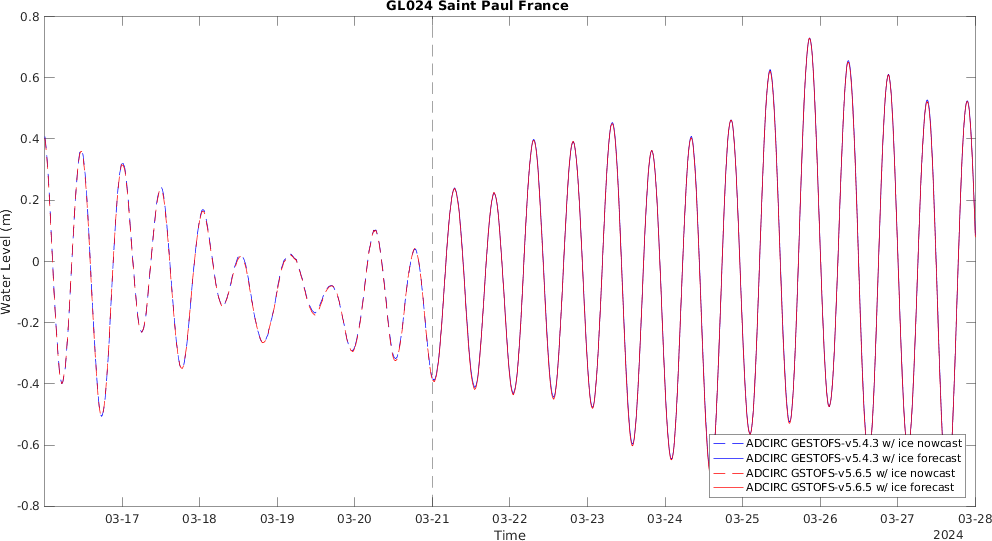 GL024 Saint Paul France
0.8
0.6
0.4
0.2
0
-0.2
-0.4
-0.6
-0.8
Water Level (m)
ADCIRC GESTOFS-v5.4.3 w/ ice nowcast
ADCIRC GESTOFS-v5.4.3 w/ ice forecast
ADCIRC GSTOFS-v5.6.5 w/ ice nowcast
ADCIRC GSTOFS-v5.6.5 w/ ice forecast
03-17 03-18 03-19 03-20 03-21 03-22 03-23 03-24 03-25 03-26 03-27 03-28
Time
2024